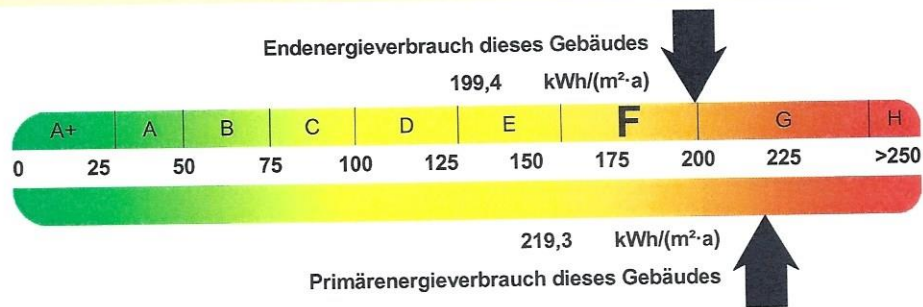 Endenergieverbrauch dieses Gebäudes
199,4 kWh/(m²·a)
A+ A B C D E F G H
0 25 50 75 100 125 150 175 200 225 >250
219,3 kWh/(m²·a)
Primärenergieverbrauch dieses Gebäudes